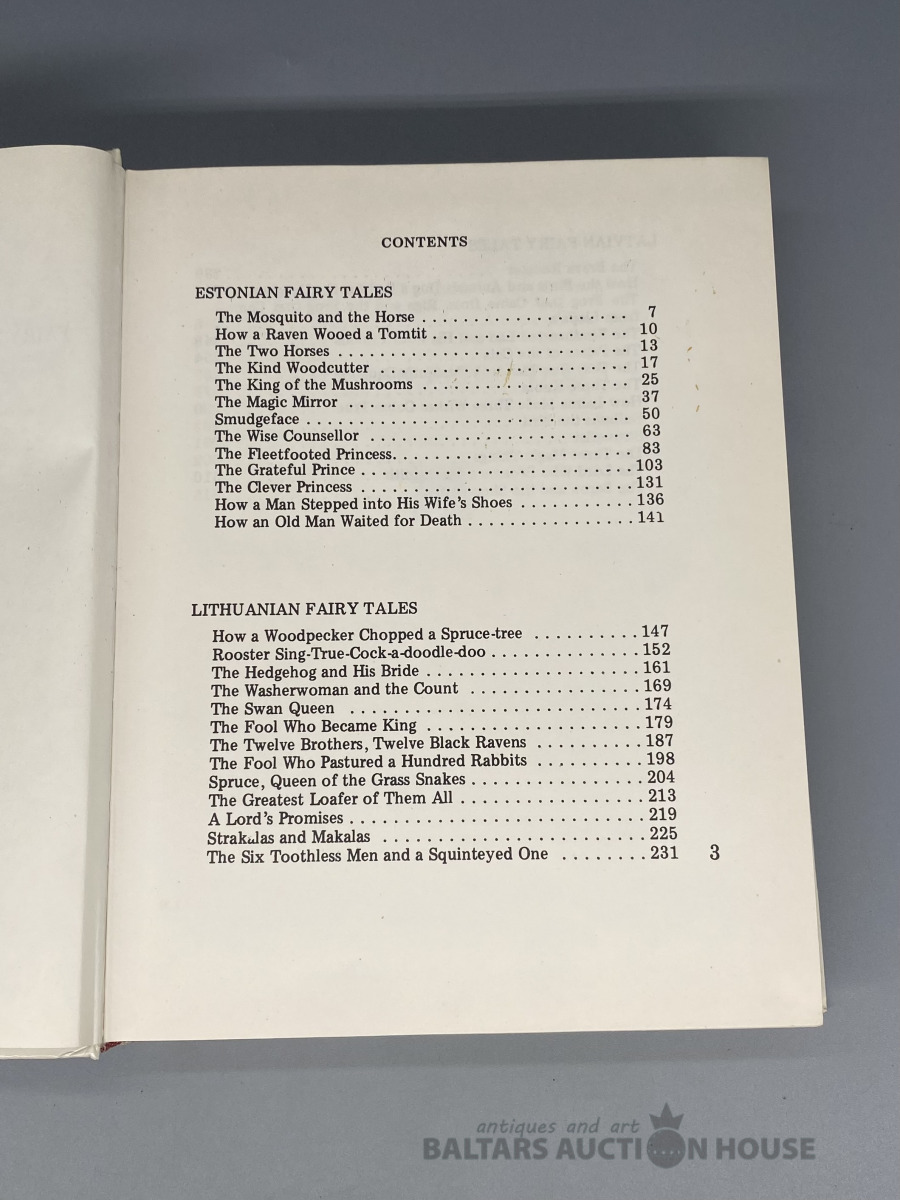 CONTENTS
ESTONIAN FAIRY TALES
The Mosquito and the Horse . . . . . . . . . . . . . . . . . . . 7
How a Raven Wooed a Tomtit . . . . . . . . . . . . . . . . . . 10
The Two Horses . . . . . . . . . . . . . . . . . . . . . . . . . . . 13
The Kind Woodcutter . . . . . . . . . . . . . . . . . . . . . . . 17
The King of the Mushrooms . . . . . . . . . . . . . . . . . . . 25
The Magic Mirror . . . . . . . . . . . . . . . . . . . . . . . . . . 37
Smudgeface . . . . . . . . . . . . . . . . . . . . . . . . . . . . . . 50
The Wise Counsellor . . . . . . . . . . . . . . . . . . . . . . . . 63
The Fleetfooted Princess. . . . . . . . . . . . . . . . . . . . . . 83
The Grateful Prince . . . . . . . . . . . . . . . . . . . . . . . . . 103
The Clever Princess . . . . . . . . . . . . . . . . . . . . . . . . . 131
How a Man Stepped into His Wife's Shoes . . . . . . . . . . . 136
How an Old Man Waited for Death . . . . . . . . . . . . . . . . 141
LITHUANIAN FAIRY TALES
How a Woodpecker Chopped a Spruce-tree . . . . . . . . . . 147
Rooster Sing-True-Cock-a-doodle-doo . . . . . . . . . . . . . . 152
The Hedgehog and His Bride . . . . . . . . . . . . . . . . . . . . 161
The Washerwoman and the Count . . . . . . . . . . . . . . . . 169
The Swan Queen . . . . . . . . . . . . . . . . . . . . . . . . . . . 174
The Fool Who Became King . . . . . . . . . . . . . . . . . . . . 179
The Twelve Brothers, Twelve Black Ravens . . . . . . . . . . 187
The Fool Who Pastured a Hundred Rabbits . . . . . . . . . . 198
Spruce, Queen of the Grass Snakes . . . . . . . . . . . . . . . . 204
The Greatest Loafer of Them All . . . . . . . . . . . . . . . . . 213
A Lord's Promises . . . . . . . . . . . . . . . . . . . . . . . . . . . 219
Strakalas and Makalas . . . . . . . . . . . . . . . . . . . . . . . . 225
The Six Toothless Men and a Squinteyed One . . . . . . . . 231
3
antiques and art
BALTARS AUCTION HOUSE